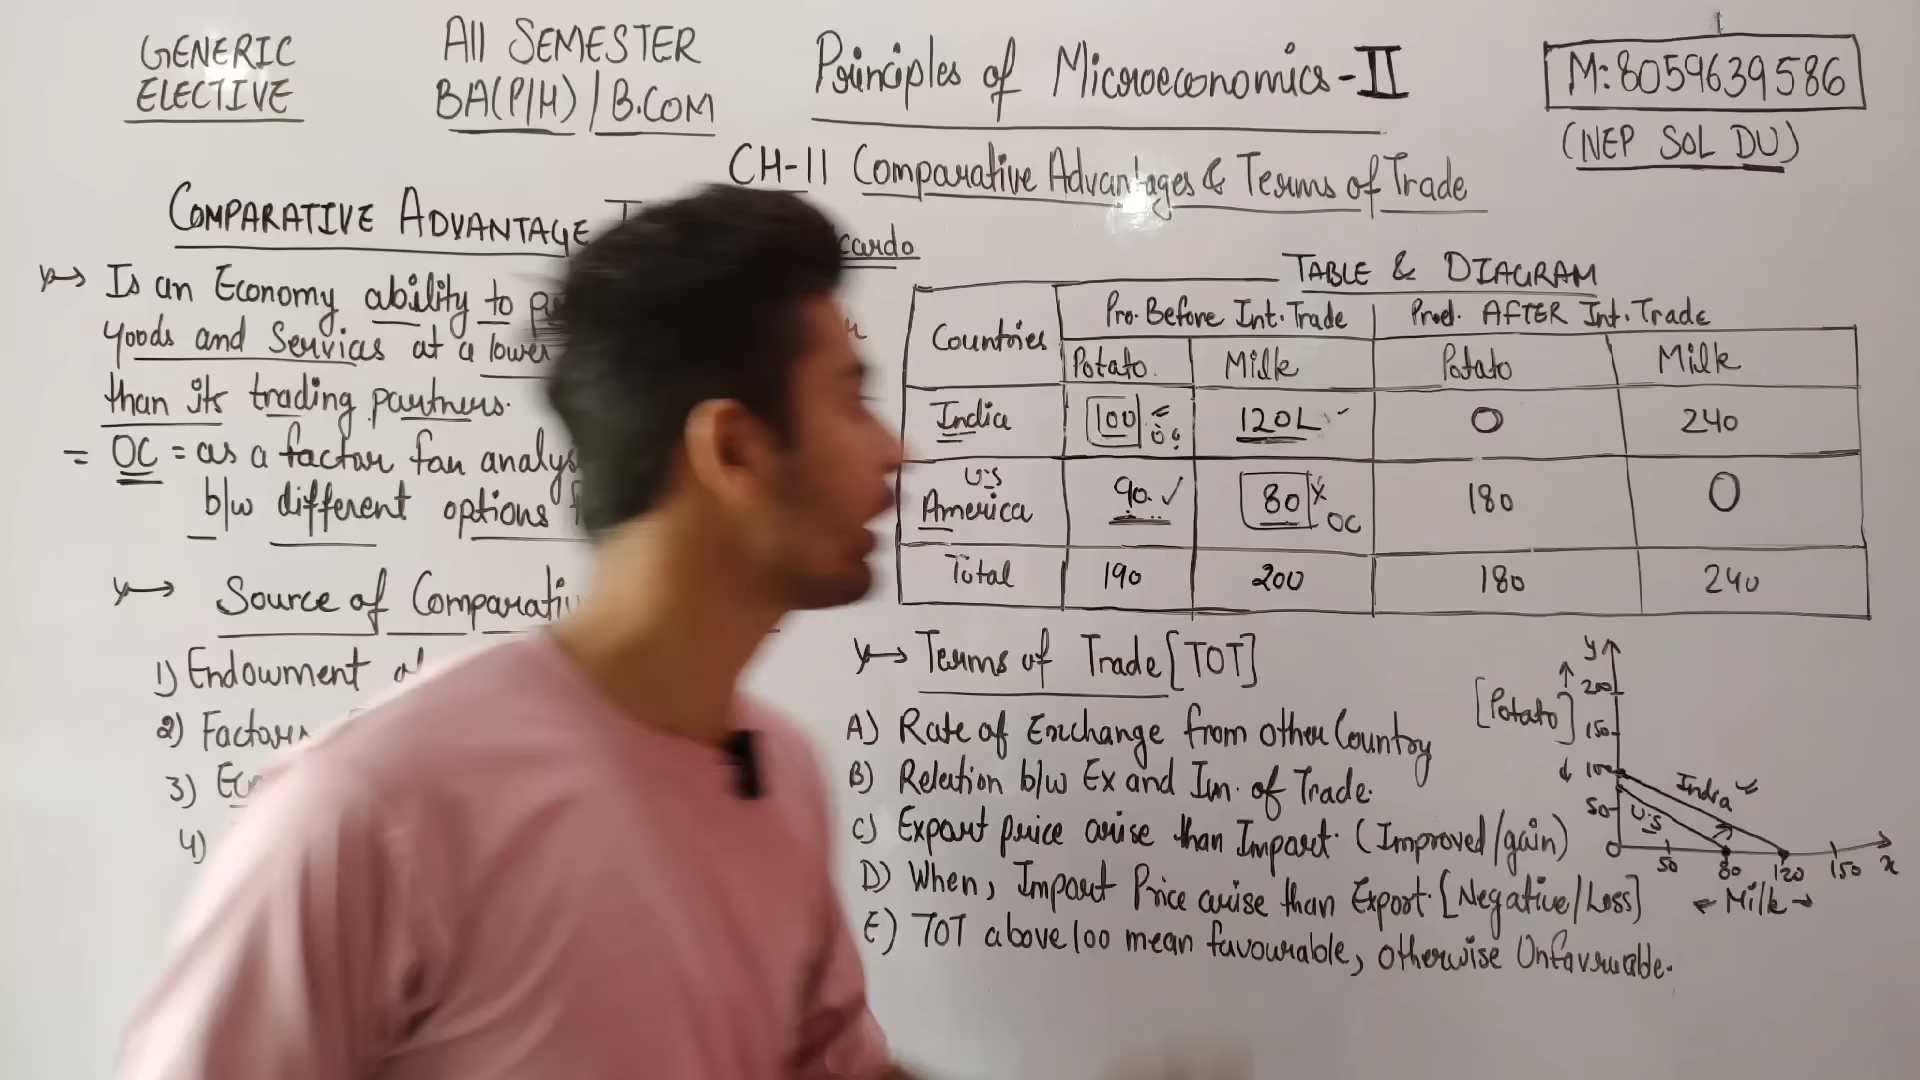 GENERIC
ELECTIVE
All SEMESTER
BA(P/H) / B.COM
Principles of Microeconomics-II
M: 8059639586
(NEP SOL DU)
CH-11 Comparative Advantages & Terms of Trade
COMPARATIVE ADVANTAGE
Is an Economy ability to
goods and Services at a lower
than its trading partners.
= OC = as a factor for
b/w different options
Source of
1) Endowment
2) Factors
3)
4)
TABLE & DIAGRAM
Countries
Pro. Before Int. Trade
Prod. AFTER Int. Trade
Potato. Milk Potato Milk
India 100 120L 0 240
U.S
America 90 80 OC 180 0
Total 190 200 180 240
Terms of Trade [TOT]
A) Rate of Exchange from other Country
B) Relation b/w Ex and Im. of Trade.
C) Export price arise than Import. (Improved/gain)
D) When, Import Price arise than Export. [Negative/Loss]
E) TOT above 100 mean favourable, otherwise Unfavourable.
y
200
[Potato]
150
100
India
50
U.S
0 50 80 120 150 x
Milk